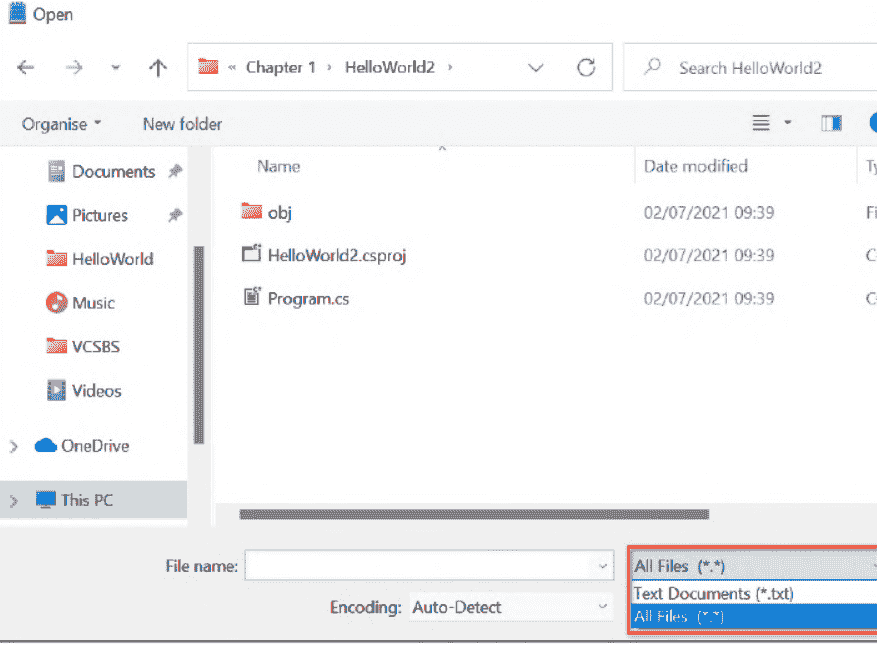 Open
« Chapter 1 › HelloWorld2 ›
Search HelloWorld2
Organise New folder
Name Date modified
Documents
obj 02/07/2021 09:39
Pictures
HelloWorld2.csproj 02/07/2021 09:39
HelloWorld
Program.cs 02/07/2021 09:39
Music
VCSBS
Videos
OneDrive
This PC
File name: All Files (*.*)
Text Documents (*.txt)
Encoding: Auto-Detect
All Files (*.*)